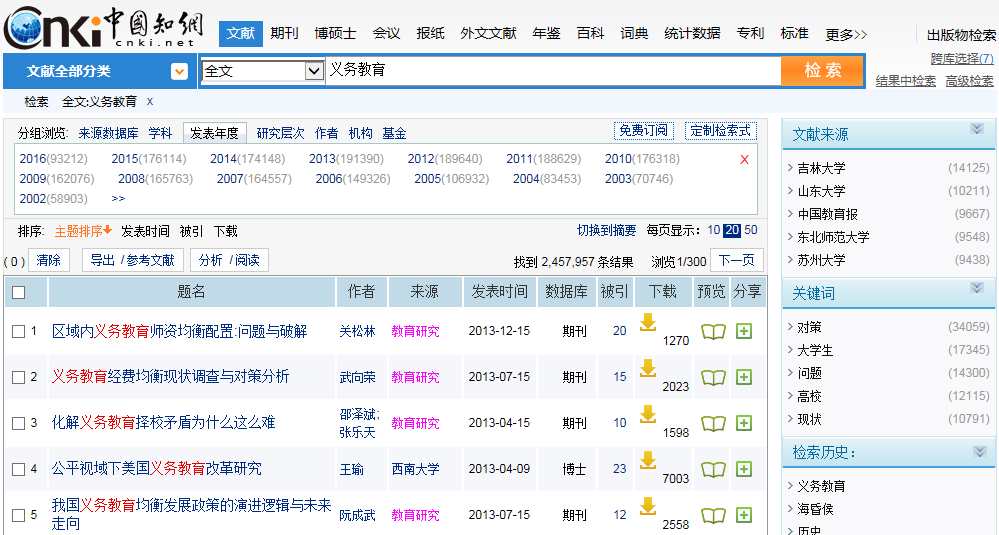 CNKI 中國知網
cnki.net
文献 期刊 博硕士 会议 报纸 外文文献 年鉴 百科 词典 统计数据 专利 标准 更多>> 出版物检索
文献全部分类 全文 义务教育 检 索 跨库选择(7)
结果中检索 高级检索
检索 全文:义务教育 x
分组浏览: 来源数据库 学科 发表年度 研究层次 作者 机构 基金 免费订阅 定制检索式
2016(93212) 2015(176114) 2014(174148) 2013(191390) 2012(189640) 2011(188629) 2010(176318) X
2009(162076) 2008(165763) 2007(164557) 2006(149326) 2005(106932) 2004(83453) 2003(70746)
2002(58903) >>
排序: 主题排序 发表时间 被引 下载 切换到摘要 每页显示: 10 20 50
( 0 ) 清除 导出 / 参考文献 分析 / 阅读 找到 2,457,957 条结果 浏览1/300 下一页
题名 作者 来源 发表时间 数据库 被引 下载 预览 分享
1 区域内义务教育师资均衡配置:问题与破解 关松林 教育研究 2013-12-15 期刊 20 1270
2 义务教育经费均衡现状调查与对策分析 武向荣 教育研究 2013-07-15 期刊 15 2023
3 化解义务教育择校矛盾为什么这么难 邵泽斌; 张乐天 教育研究 2013-04-15 期刊 10 1598
4 公平视域下美国义务教育改革研究 王瑜 西南大学 2013-04-09 博士 23 7003
5 我国义务教育均衡发展政策的演进逻辑与未来
走向 阮成武 教育研究 2013-07-15 期刊 12 2558
文献来源
吉林大学 (14125)
山东大学 (10211)
中国教育报 (9667)
东北师范大学 (9548)
苏州大学 (9438)
关键词
对策 (34059)
大学生 (17345)
问题 (14300)
高校 (12115)
现状 (10791)
检索历史:
义务教育
海昏侯
历史